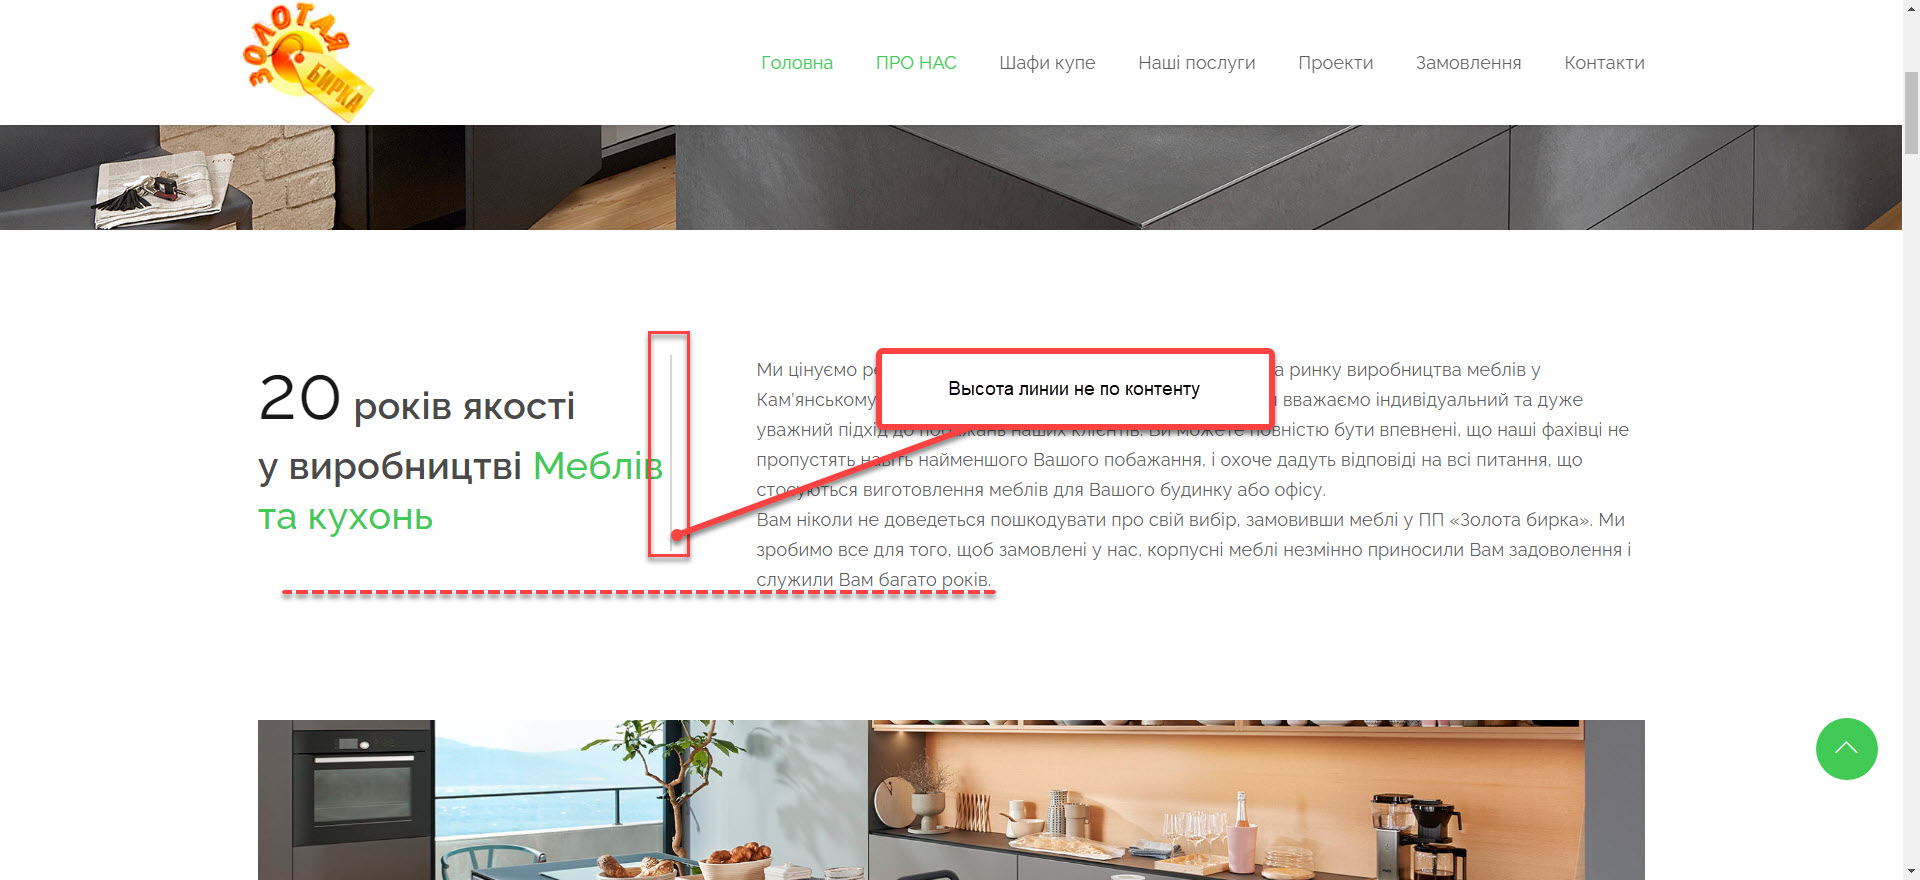 ЗОЛОТАЯ
БИРКА
Головна ПРО НАС Шафи купе Наші послуги Проекти Замовлення Контакти
20 років якості
у виробництві Меблів
та кухонь
Высота линии не по контенту
Ми цінуємо а ринку виробництва меблів у
Кам'янському вважаємо індивідуальний та дуже
уважний підхід до побажань наших клієнтів. Ви можете повністю бути впевнені, що наші фахівці не
пропустять навіть найменшого Вашого побажання, і охоче дадуть відповіді на всі питання, що
стосуються виготовлення меблів для Вашого будинку або офісу.
Вам ніколи не доведеться пошкодувати про свій вибір, замовивши меблі у ПП «Золота бирка». Ми
зробимо все для того, щоб замовлені у нас, корпусні меблі незмінно приносили Вам задоволення і
служили Вам багато років.